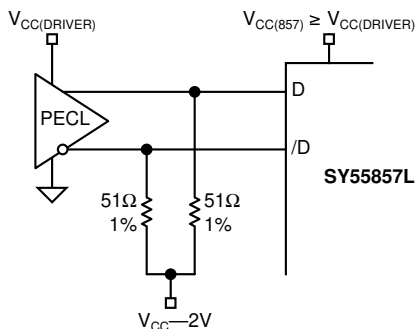 VCC(DRIVER)
VCC(857) ≥ VCC(DRIVER)
PECL
D
/D
SY55857L
51Ω
1%
51Ω
1%
VCC—2V